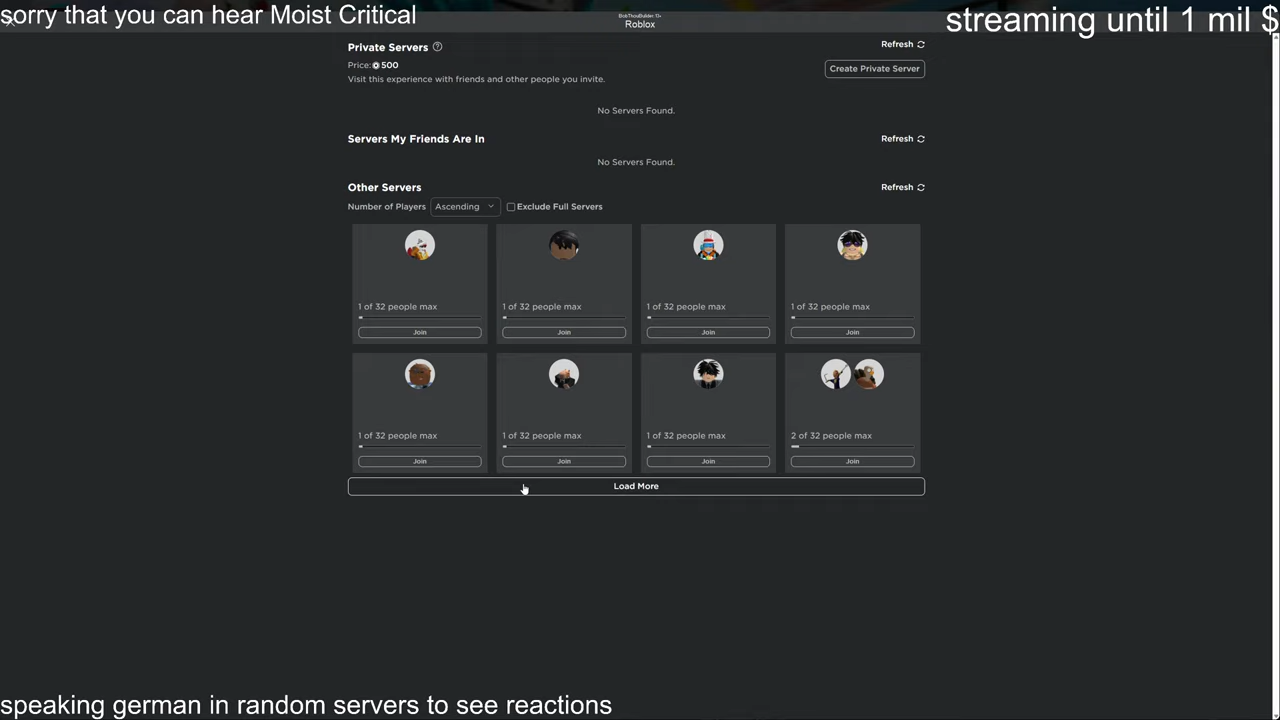 sorry that you can hear Moist Critical
streaming until 1 mil $
BlobThouBuilder: 13+
Roblox
Private Servers
Refresh
Price: 500
Create Private Server
Visit this experience with friends and other people you invite.
No Servers Found.
Servers My Friends Are In
Refresh
No Servers Found.
Other Servers
Refresh
Number of Players Ascending Exclude Full Servers
1 of 32 people max 1 of 32 people max 1 of 32 people max 1 of 32 people max
Join Join Join Join
1 of 32 people max 1 of 32 people max 1 of 32 people max 2 of 32 people max
Join Join Join Join
Load More
speaking german in random servers to see reactions